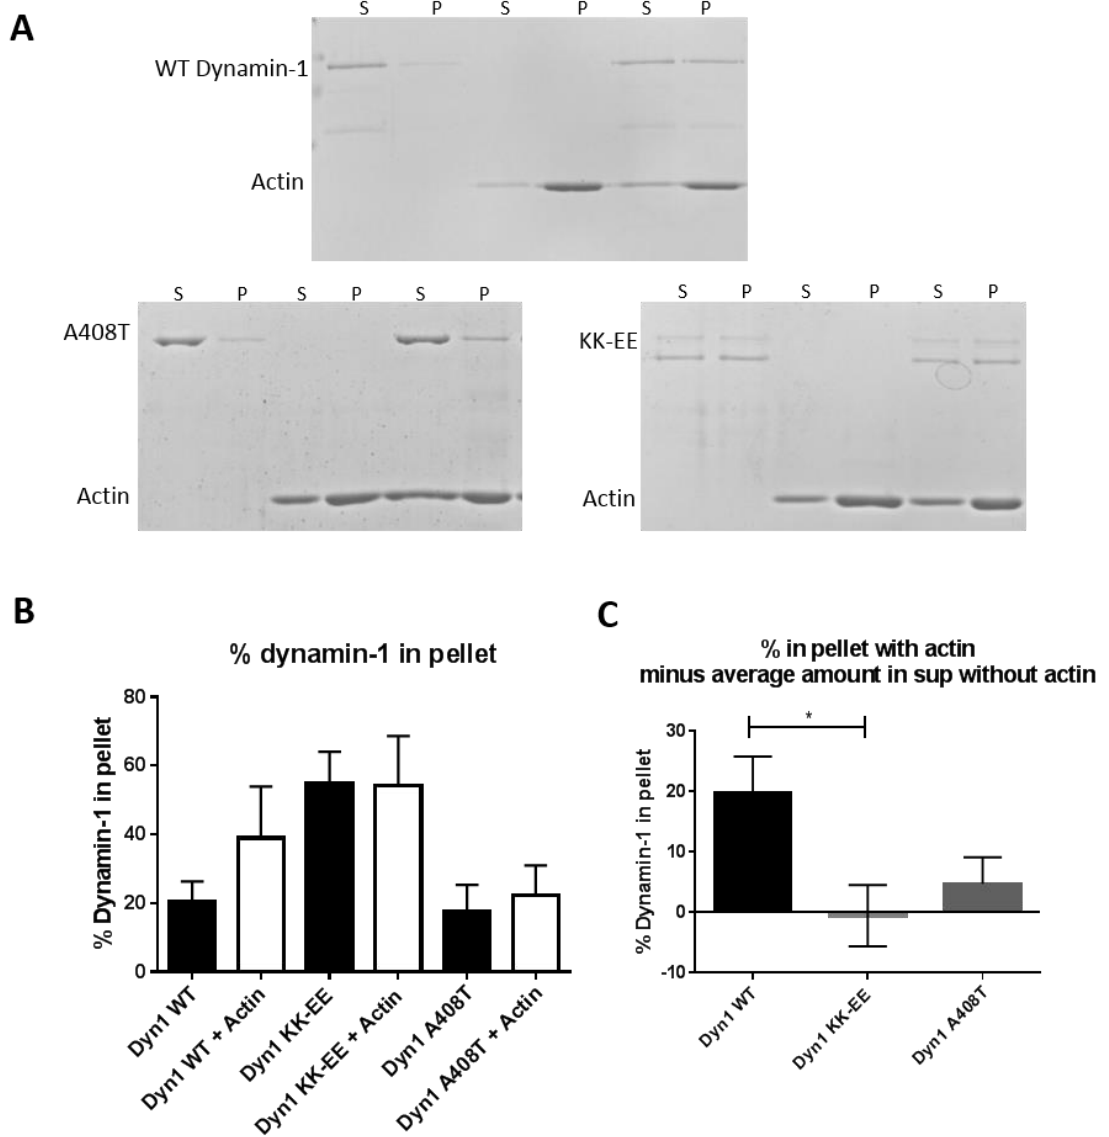 A
S P S P S P
WT Dynamin-1
Actin
S P S P S P
A408T
Actin
S P S P S P
KK-EE
Actin
B
% dynamin-1 in pellet
% Dynamin-1 in pellet
80
60
40
20
0
Dyn1 WT
Dyn1 WT + Actin
Dyn1 KK-EE
Dyn1 KK-EE + Actin
Dyn1 A408T
Dyn1 A408T + Actin
C
% in pellet with actin
minus average amount in sup without actin
% Dynamin-1 in pellet
30
20
10
0
-10
*
Dyn1 WT
Dyn1 KK-EE
Dyn1 A408T